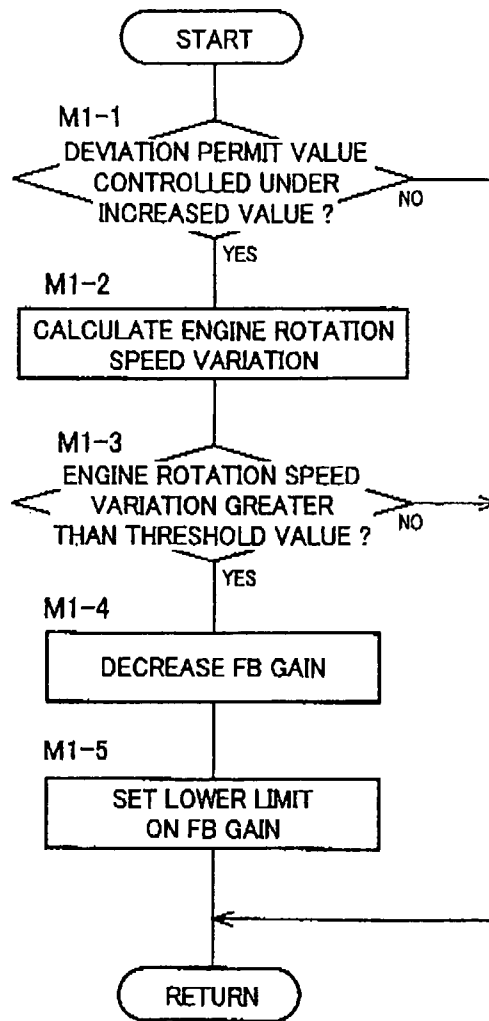 START
M1-1
DEVIATION PERMIT VALUE
CONTROLLED UNDER
INCREASED VALUE ?
NO
YES
M1-2
CALCULATE ENGINE ROTATION
SPEED VARIATION
M1-3
ENGINE ROTATION SPEED
VARIATION GREATER
THAN THRESHOLD VALUE ?
NO
YES
M1-4
DECREASE FB GAIN
M1-5
SET LOWER LIMIT
ON FB GAIN
RETURN